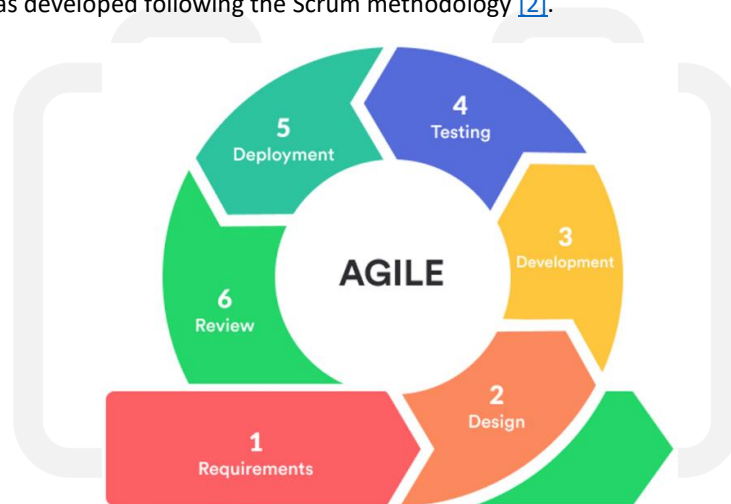 as developed following the Scrum methodology [2].
4
Testing
5
Deployment
3
Development
AGILE
6
Review
2
Design
1
Requirements